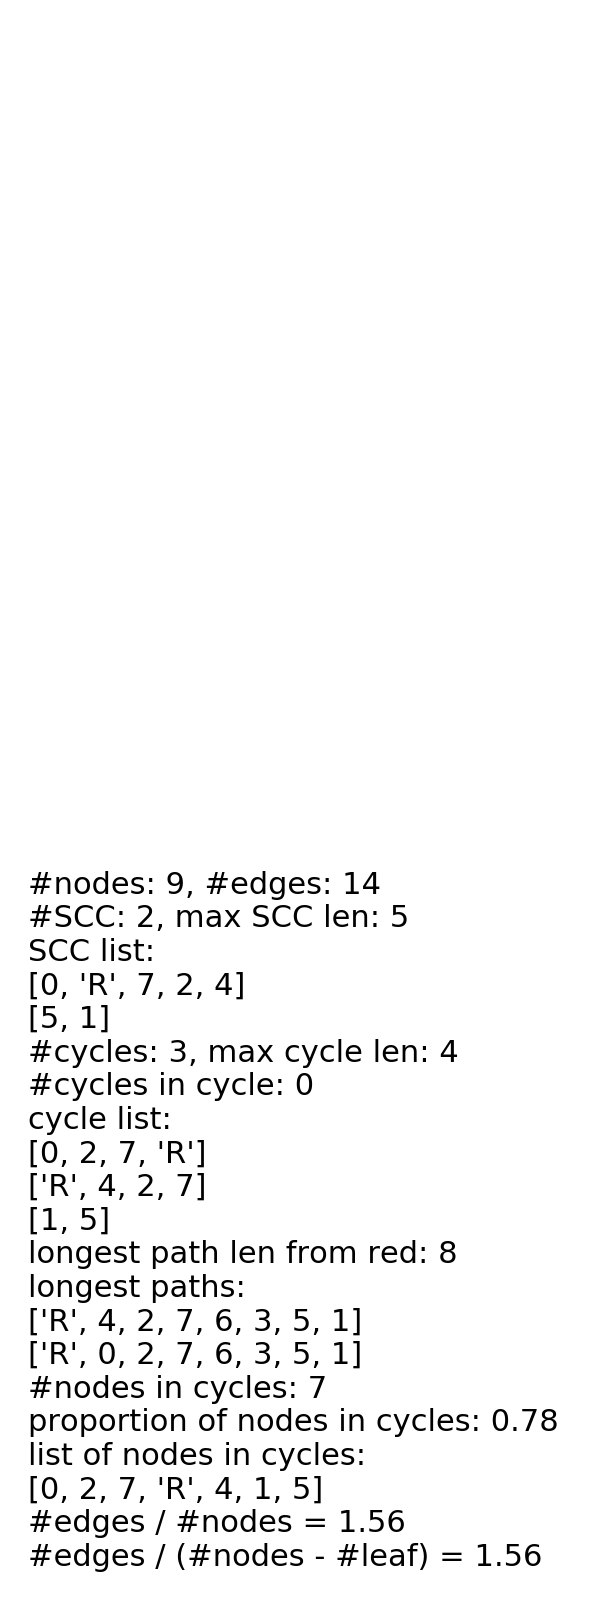 #nodes: 9, #edges: 14
#SCC: 2, max SCC len: 5
SCC list:
[0, 'R', 7, 2, 4]
[5, 1]
#cycles: 3, max cycle len: 4
#cycles in cycle: 0
cycle list:
[0, 2, 7, 'R']
['R', 4, 2, 7]
[1, 5]
longest path len from red: 8
longest paths:
['R', 4, 2, 7, 6, 3, 5, 1]
['R', 0, 2, 7, 6, 3, 5, 1]
#nodes in cycles: 7
proportion of nodes in cycles: 0.78
list of nodes in cycles:
[0, 2, 7, 'R', 4, 1, 5]
#edges / #nodes = 1.56
#edges / (#nodes - #leaf) = 1.56